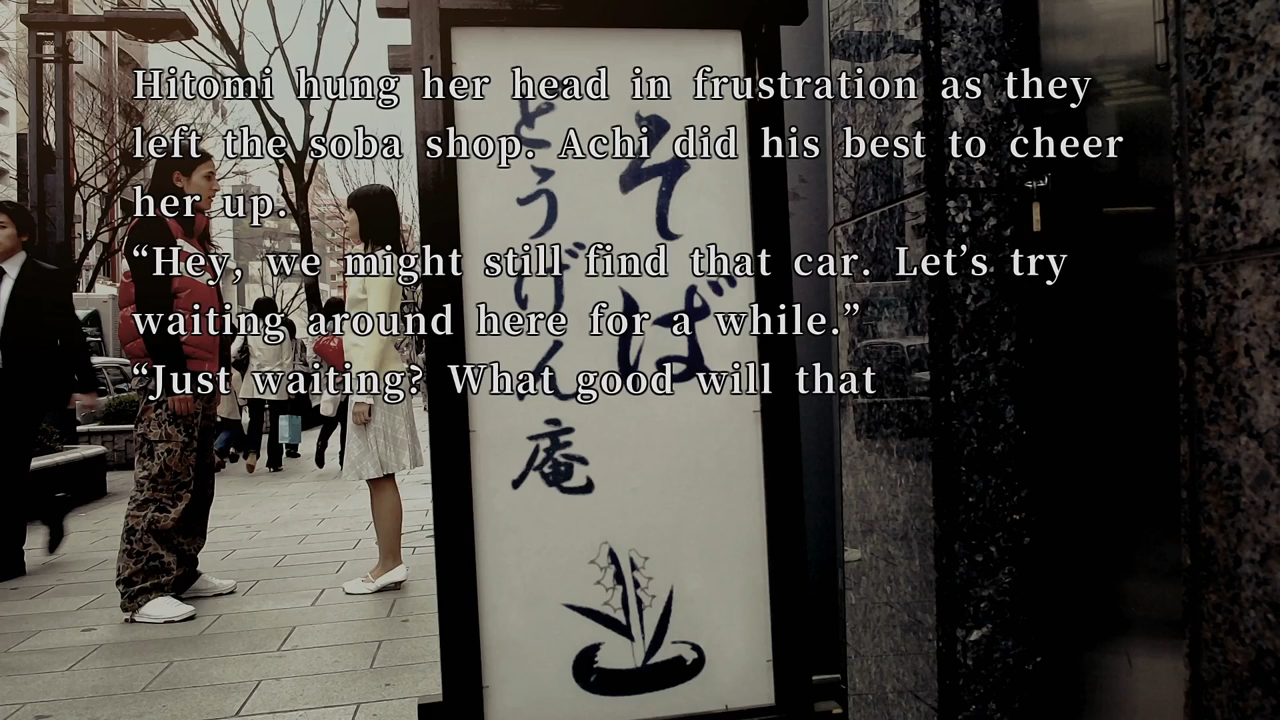 Hitomi hung her head in frustration as they
left the soba shop. Achi did his best to cheer
her up.
“Hey, we might still find that car. Let’s try
waiting around here for a while.”
“Just waiting? What good will that
そば
とうげん庵